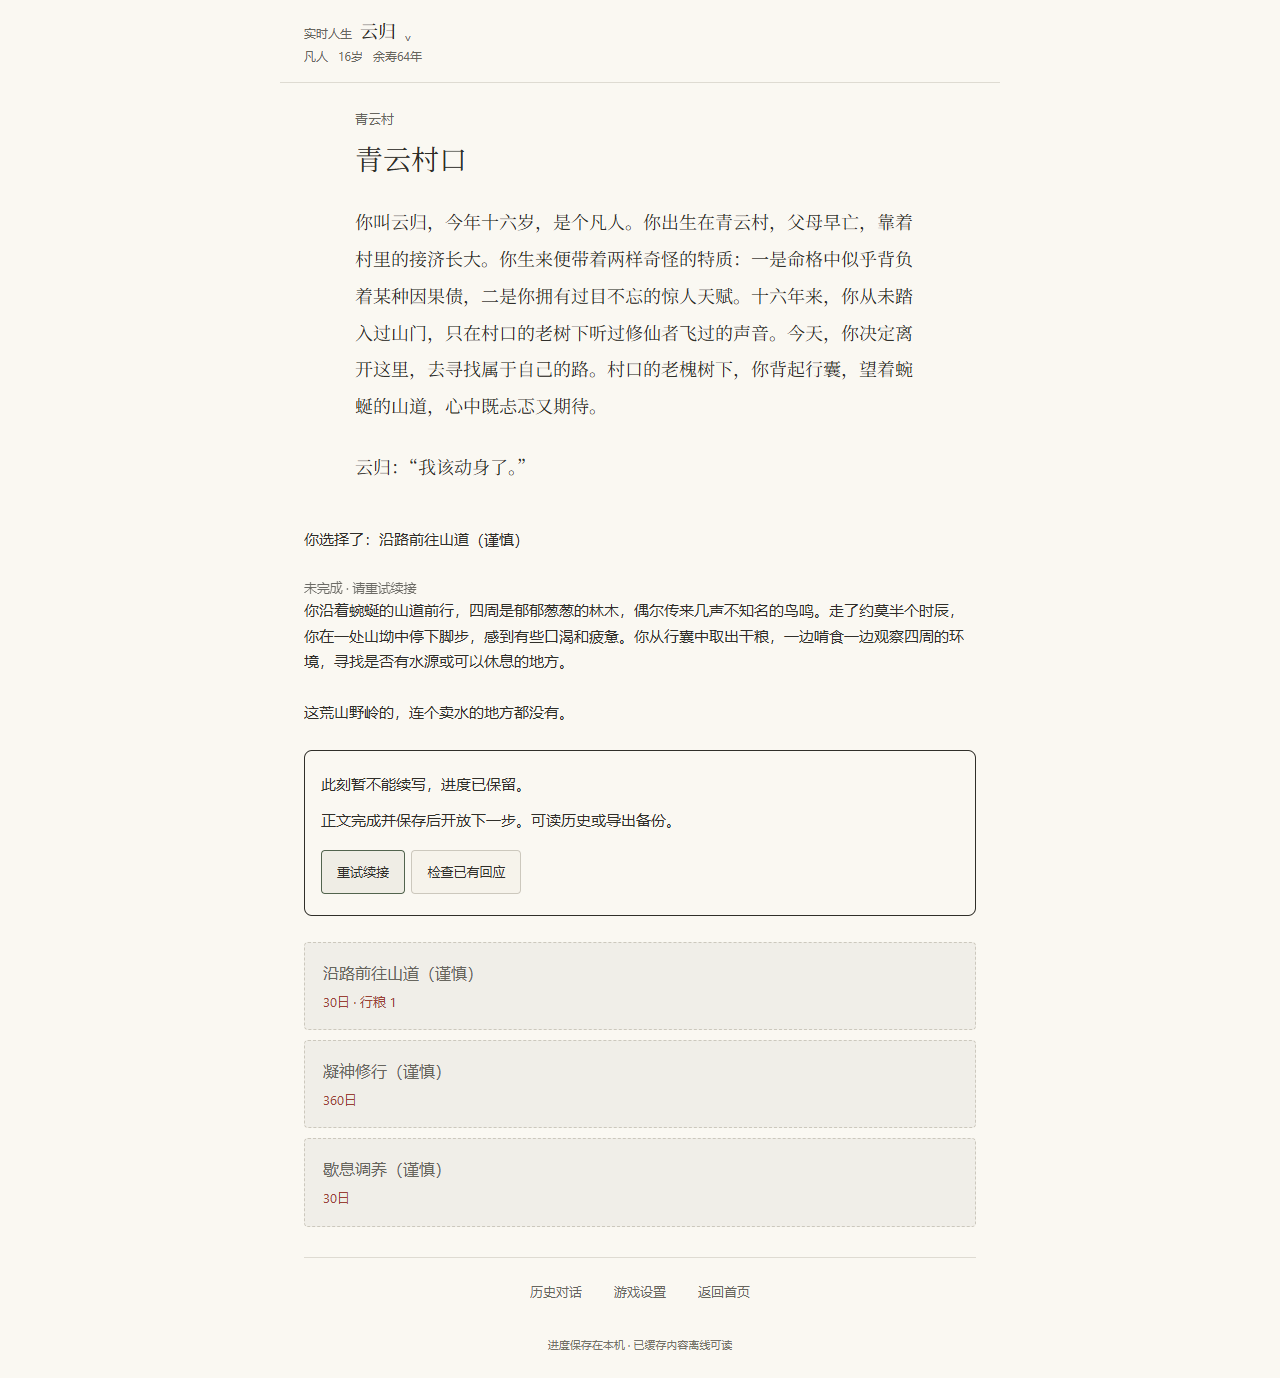 实时人生 云归 v
凡人 16岁 余寿64年
青云村
青云村口
你叫云归，今年十六岁，是个凡人。你出生在青云村，父母早亡，靠着
村里的接济长大。你生来便带着两样奇怪的特质：一是命格中似乎背负
着某种因果债，二是你拥有过目不忘的惊人天赋。十六年来，你从未踏
入过山门，只在村口的老树下听过修仙者飞过的声音。今天，你决定离
开这里，去寻找属于自己的路。村口的老槐树下，你背起行囊，望着蜿
蜒的山道，心中既忐忑又期待。
云归：“我该动身了。”
你选择了：沿路前往山道（谨慎）
未完成 · 请重试续接
你沿着蜿蜒的山道前行，四周是郁郁葱葱的林木，偶尔传来几声不知名的鸟鸣。走了约莫半个时辰，
你在一处山坳中停下脚步，感到有些口渴和疲惫。你从行囊中取出干粮，一边啃食一边观察四周的环
境，寻找是否有水源或可以休息的地方。
这荒山野岭的，连个卖水的地方都没有。
此刻暂不能续写，进度已保留。
正文完成并保存后开放下一步。可读历史或导出备份。
重试续接 检查已有回应
沿路前往山道（谨慎）
30日 · 行粮 1
凝神修行（谨慎）
360日
歇息调养（谨慎）
30日
历史对话 游戏设置 返回首页
进度保存在本机 · 已缓存内容离线可读